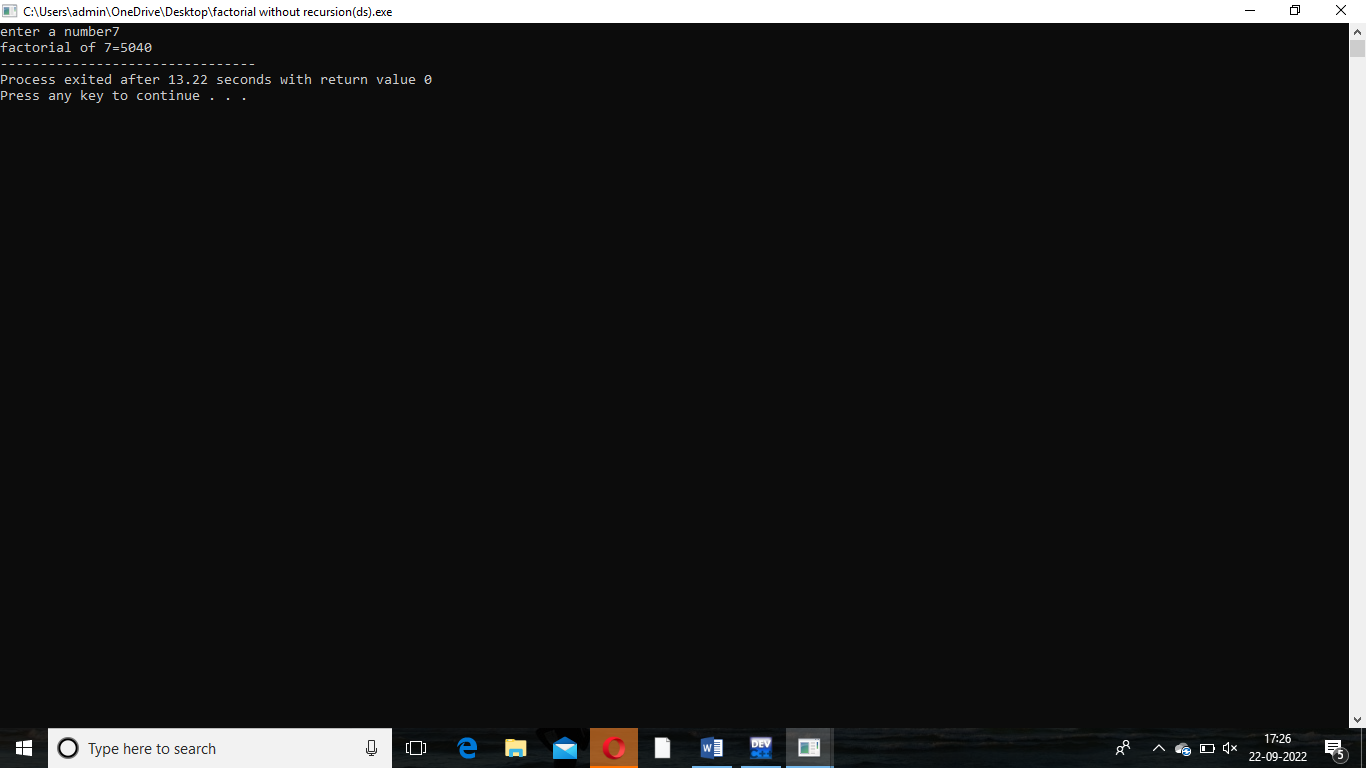 C:\Users\admin\OneDrive\Desktop\factorial without recursion(ds).exe
enter a number7
factorial of 7=5040
--------------------------------
Process exited after 13.22 seconds with return value 0
Press any key to continue . . .
Type here to search
W
DEV
17:26
22-09-2022
5